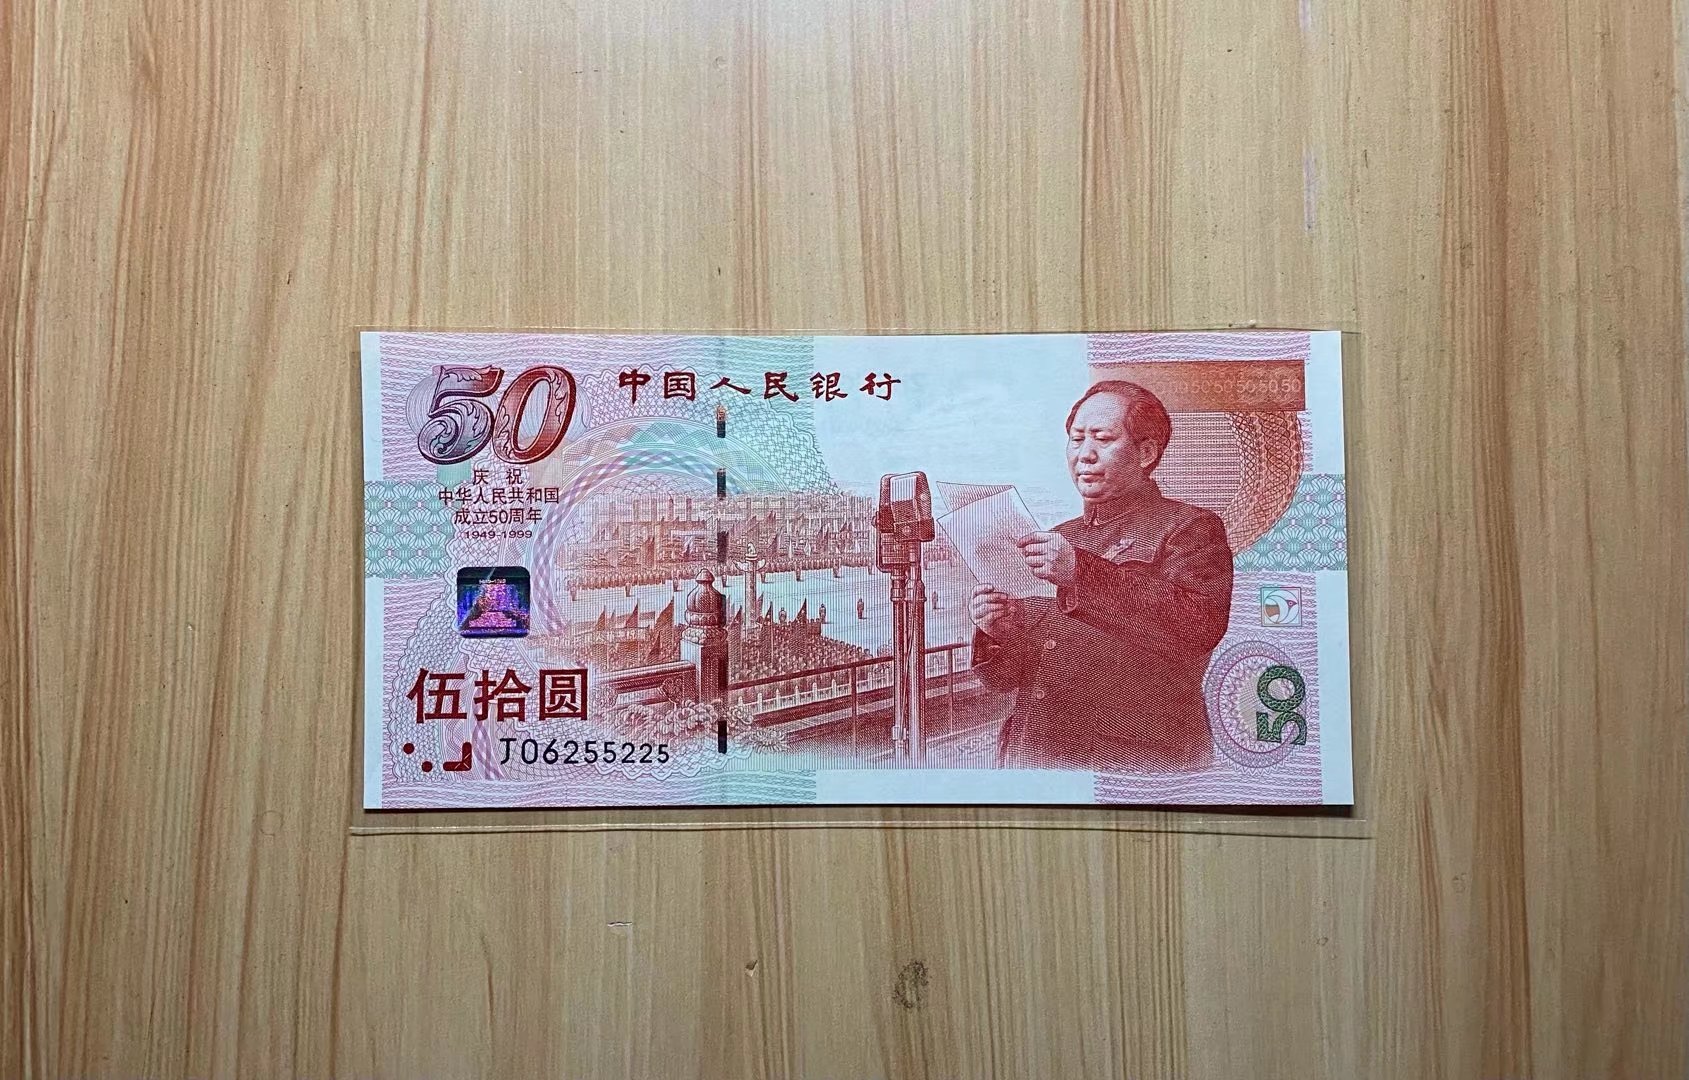 50
中国人民银行
庆祝
中华人民共和国
成立50周年
1949-1999
伍拾圆
J06255225
50